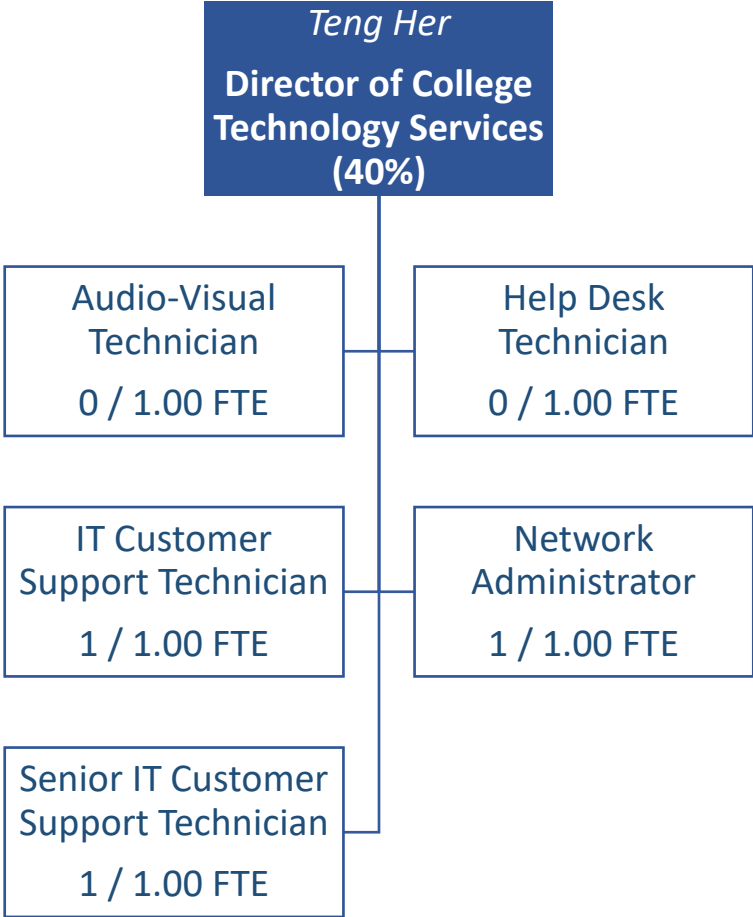 Teng Her
Director of College
Technology Services
(40%)
Audio-Visual
Technician
0 / 1.00 FTE
Help Desk
Technician
0 / 1.00 FTE
IT Customer
Support Technician
1 / 1.00 FTE
Network
Administrator
1 / 1.00 FTE
Senior IT Customer
Support Technician
1 / 1.00 FTE